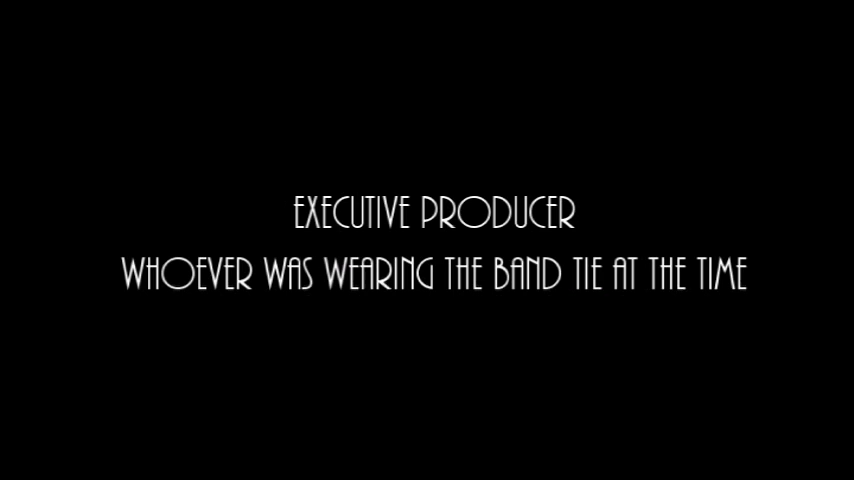 EXECUTIVE PRODUCER
WHOEVER WAS WEARING THE BAND TIE AT THE TIME